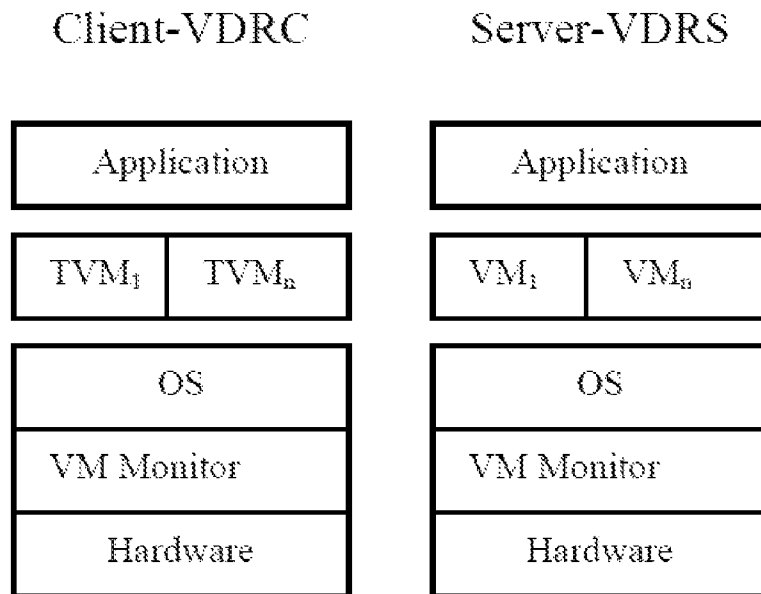 Client-VDRC
Application
TVM₁ TVMₙ
OS
VM Monitor
Hardware
Server-VDRS
Application
VM₁ VMₙ
OS
VM Monitor
Hardware